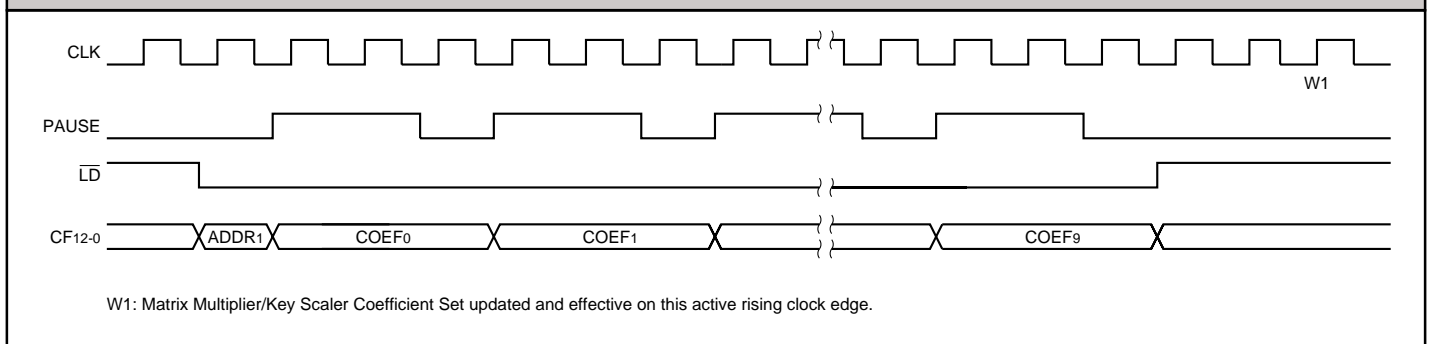 CLK
W1
PAUSE
LD
CF12-0
ADDR1
COEF0
COEF1
COEF9
W1: Matrix Multiplier/Key Scaler Coefficient Set updated and effective on this active rising clock edge.